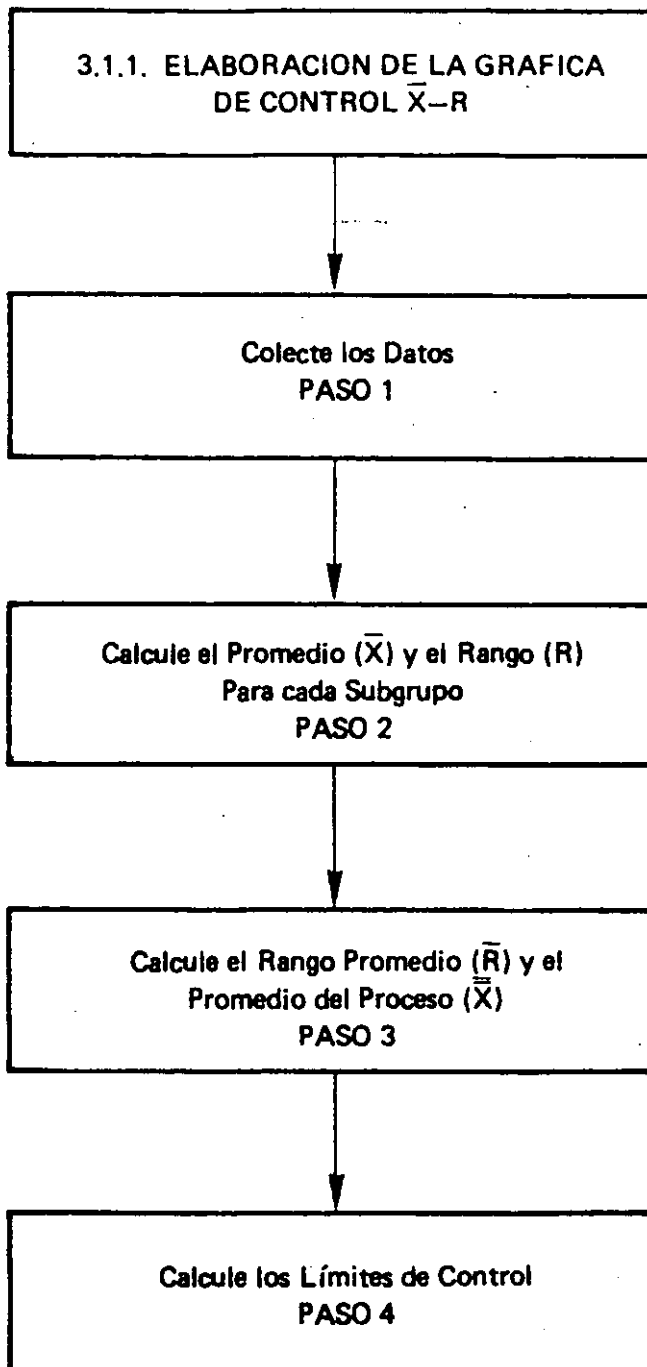 3.1.1. ELABORACION DE LA GRAFICA
DE CONTROL X̄–R
Colecte los Datos
PASO 1
Calcule el Promedio (X̄) y el Rango (R)
Para cada Subgrupo
PASO 2
Calcule el Rango Promedio (R̄) y el
Promedio del Proceso (X̿)
PASO 3
Calcule los Límites de Control
PASO 4